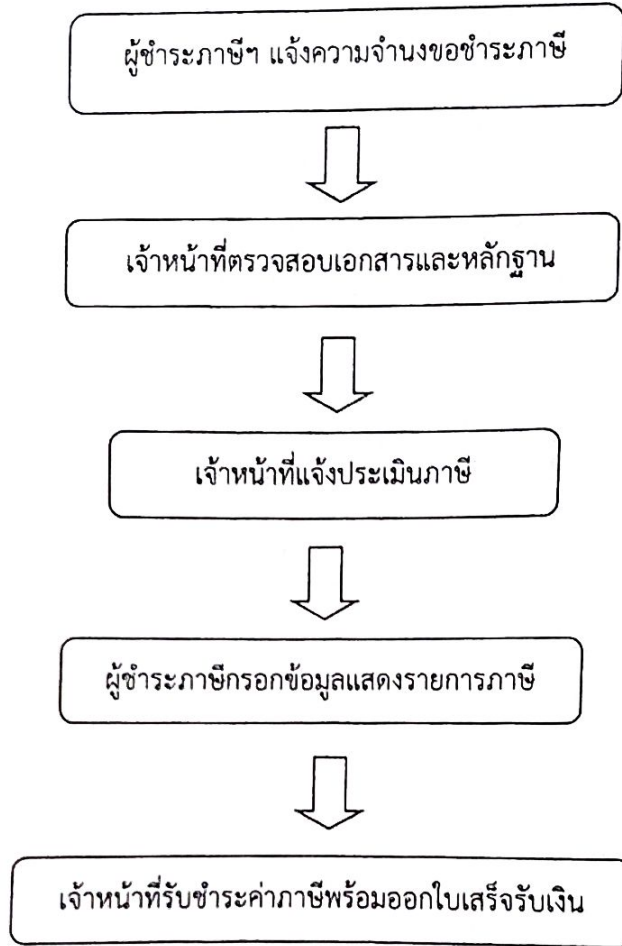 ผู้ชำระภาษีฯ แจ้งความจำนงขอชำระภาษี
เจ้าหน้าที่ตรวจสอบเอกสารและหลักฐาน
เจ้าหน้าที่แจ้งประเมินภาษี
ผู้ชำระภาษีกรอกข้อมูลแสดงรายการภาษี
เจ้าหน้าที่รับชำระค่าภาษีพร้อมออกใบเสร็จรับเงิน